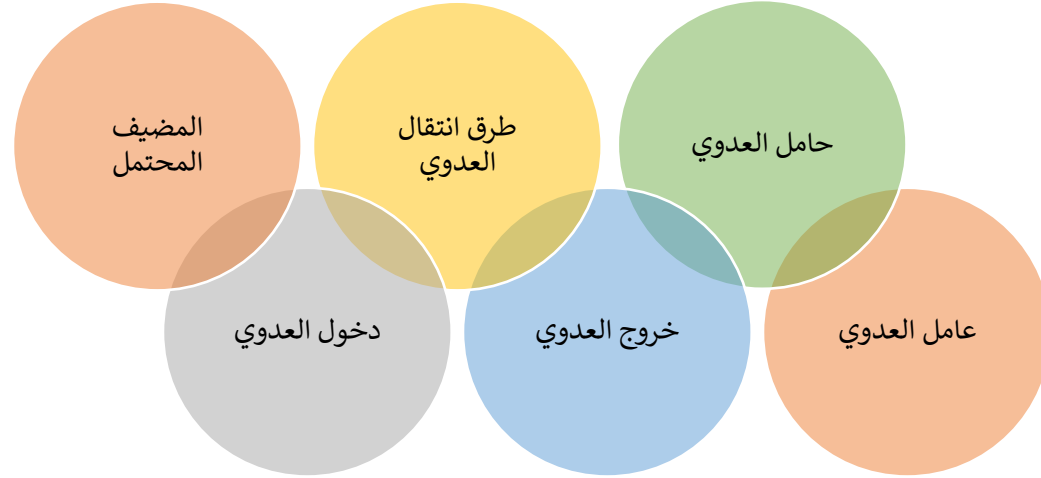 عامل العدوي
حامل العدوي
خروج العدوي
طرق انتقال
العدوي
دخول العدوي
المضيف
المحتمل